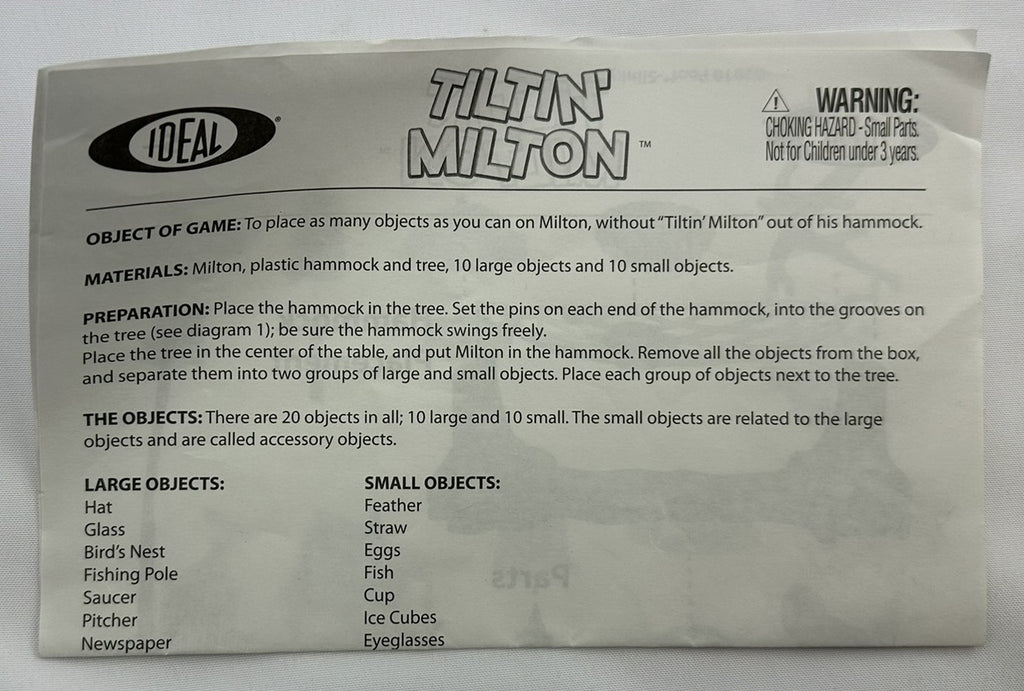 IDEAL®
TILTIN'
MILTON™
WARNING:
CHOKING HAZARD - Small Parts.
Not for Children under 3 years.
OBJECT OF GAME: To place as many objects as you can on Milton, without "Tiltin' Milton" out of his hammock.
MATERIALS: Milton, plastic hammock and tree, 10 large objects and 10 small objects.
PREPARATION: Place the hammock in the tree. Set the pins on each end of the hammock, into the grooves on
the tree (see diagram 1); be sure the hammock swings freely.
Place the tree in the center of the table, and put Milton in the hammock. Remove all the objects from the box,
and separate them into two groups of large and small objects. Place each group of objects next to the tree.
THE OBJECTS: There are 20 objects in all; 10 large and 10 small. The small objects are related to the large
objects and are called accessory objects.
LARGE OBJECTS:
Hat
Glass
Bird's Nest
Fishing Pole
Saucer
Pitcher
Newspaper
SMALL OBJECTS:
Feather
Straw
Eggs
Fish
Cup
Ice Cubes
Eyeglasses
Parts